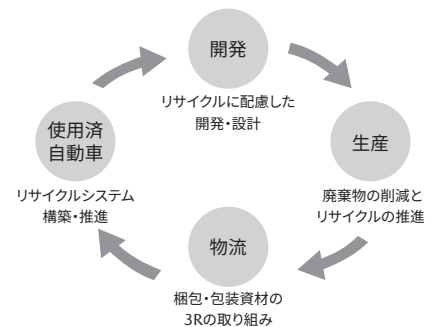 開発
リサイクルに配慮した
開発・設計
生産
廃棄物の削減と
リサイクルの推進
物流
梱包・包装資材の
3Rの取り組み
使用済
自動車
リサイクルシステム
構築・推進